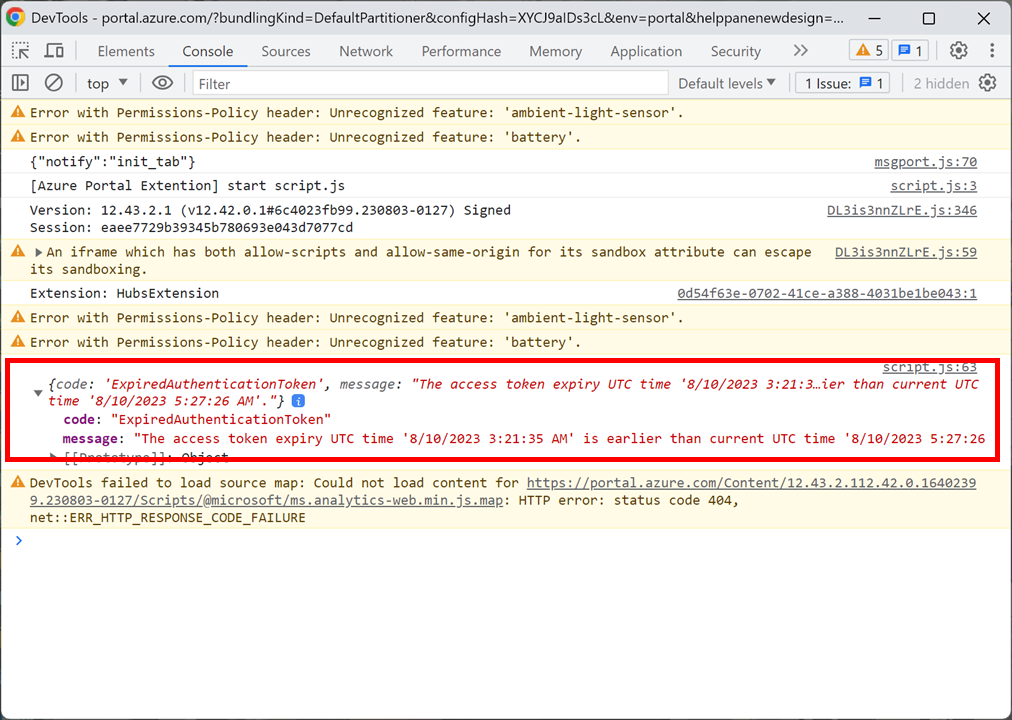 DevTools - portal.azure.com/?bundlingKind=DefaultPartitioner&configHash=XYCJ9aIDs3cL&env=portal&helppanenewdesign=...
Elements Console Sources Network Performance Memory Application Security 5 1
top Filter Default levels 1 Issue: 1 2 hidden
Error with Permissions-Policy header: Unrecognized feature: 'ambient-light-sensor'.
Error with Permissions-Policy header: Unrecognized feature: 'battery'.
{"notify":"init_tab"} msgport.js:70
[Azure Portal Extention] start script.js script.js:3
Version: 12.43.2.1 (v12.42.0.1#6c4023fb99.230803-0127) Signed DL3is3nnZLrE.js:346
Session: eaee7729b39345b780693e043d7077cd
An iframe which has both allow-scripts and allow-same-origin for its sandbox attribute can escape DL3is3nnZLrE.js:59
its sandboxing.
Extension: HubsExtension 0d54f63e-0702-41ce-a388-4031be1be043:1
Error with Permissions-Policy header: Unrecognized feature: 'ambient-light-sensor'.
Error with Permissions-Policy header: Unrecognized feature: 'battery'.
script.js:63
{code: 'ExpiredAuthenticationToken', message: "The access token expiry UTC time '8/10/2023 3:21:3…ier than current UTC
time '8/10/2023 5:27:26 AM'."}
code: "ExpiredAuthenticationToken"
message: "The access token expiry UTC time '8/10/2023 3:21:35 AM' is earlier than current UTC time '8/10/2023 5:27:26
[[Prototype]]: Object
DevTools failed to load source map: Could not load content for https://portal.azure.com/Content/12.43.2.112.42.0.1640239
9.230803-0127/Scripts/@microsoft/ms.analytics-web.min.js.map: HTTP error: status code 404,
net::ERR_HTTP_RESPONSE_CODE_FAILURE